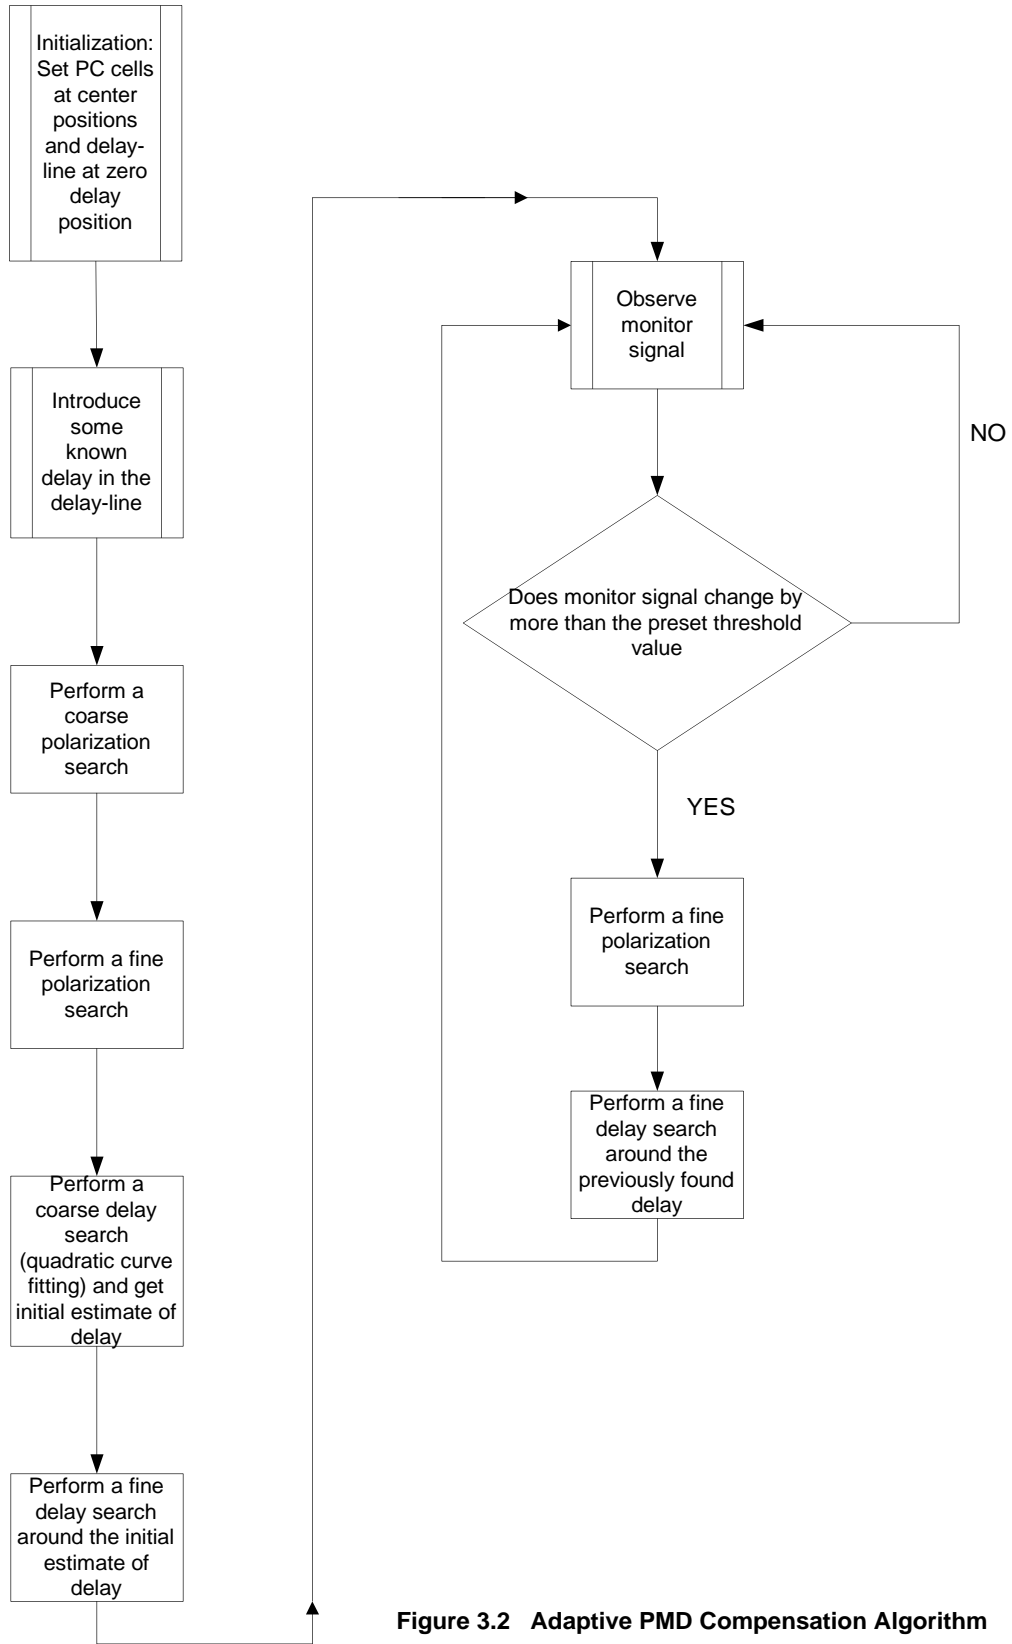 Initialization:
Set PC cells
at center
positions
and delay-
line at zero
delay
position
Introduce
some
known
delay in the
delay-line
Perform a
coarse
polarization
search
Perform a fine
polarization
search
Perform a
coarse delay
search
(quadratic curve
fitting) and get
initial estimate of
delay
Perform a fine
delay search
around the initial
estimate of
delay
Observe
monitor
signal
NO
Does monitor signal change by
more than the preset threshold
value
YES
Perform a fine
polarization
search
Perform a fine
delay search
around the
previously found
delay
Figure 3.2 Adaptive PMD Compensation Algorithm